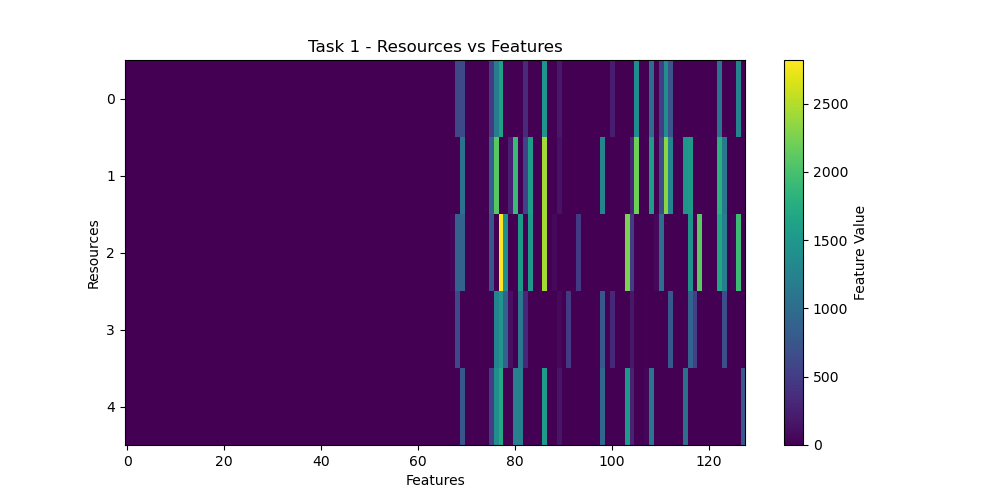 Task 1 - Resources vs Features
Resources
0
1
2
3
4
0 20 40 60 80 100 120
Features
2500
2000
1500
1000
500
0
Feature Value